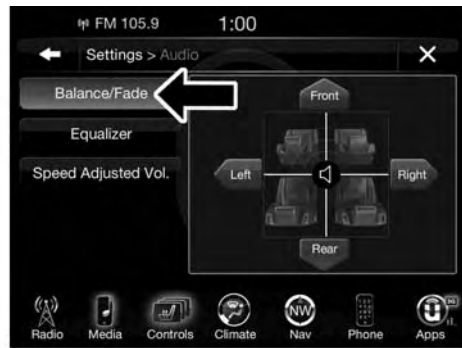 FM 105.9 1:00
Settings > Audio
Balance/Fade
Equalizer
Speed Adjusted Vol.
Front
Left
Right
Rear
NW
3G
Radio Media Controls Climate Nav Phone Apps